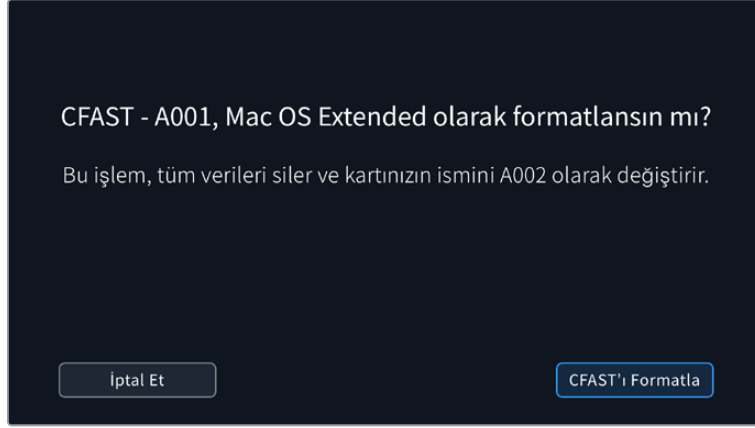 CFAST - A001, Mac OS Extended olarak formatlansın mı?
Bu işlem, tüm verileri siler ve kartınızın ismini A002 olarak değiştirir.
İptal Et
CFAST’ı Formatla